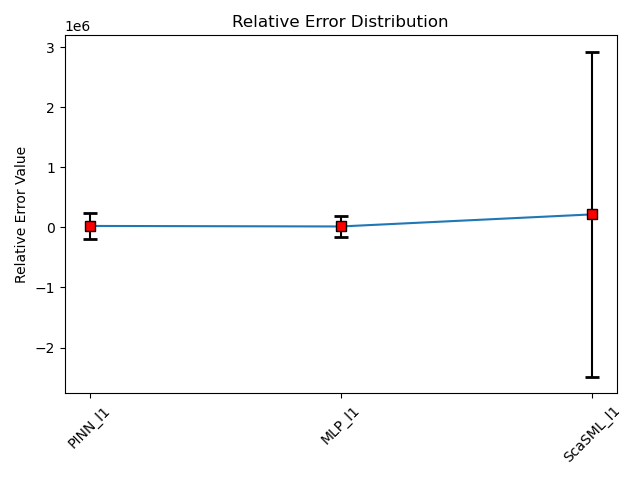 Relative Error Distribution
1e6
3
2
1
0
−1
−2
Relative Error Value
PINN_l1
MLP_l1
ScaSML_l1